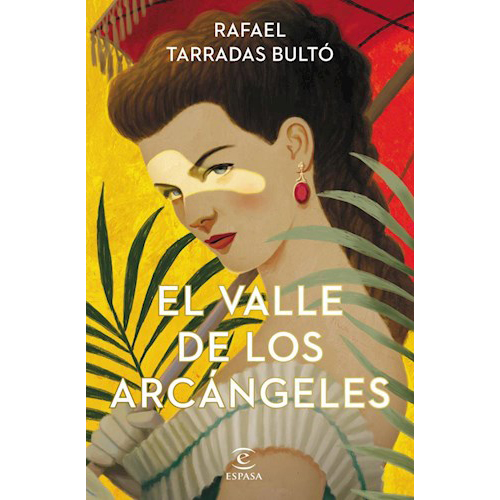 RAFAEL
TARRADAS BULTÓ
EL VALLE
DE LOS
ARCÁNGELES
e
ESPASA